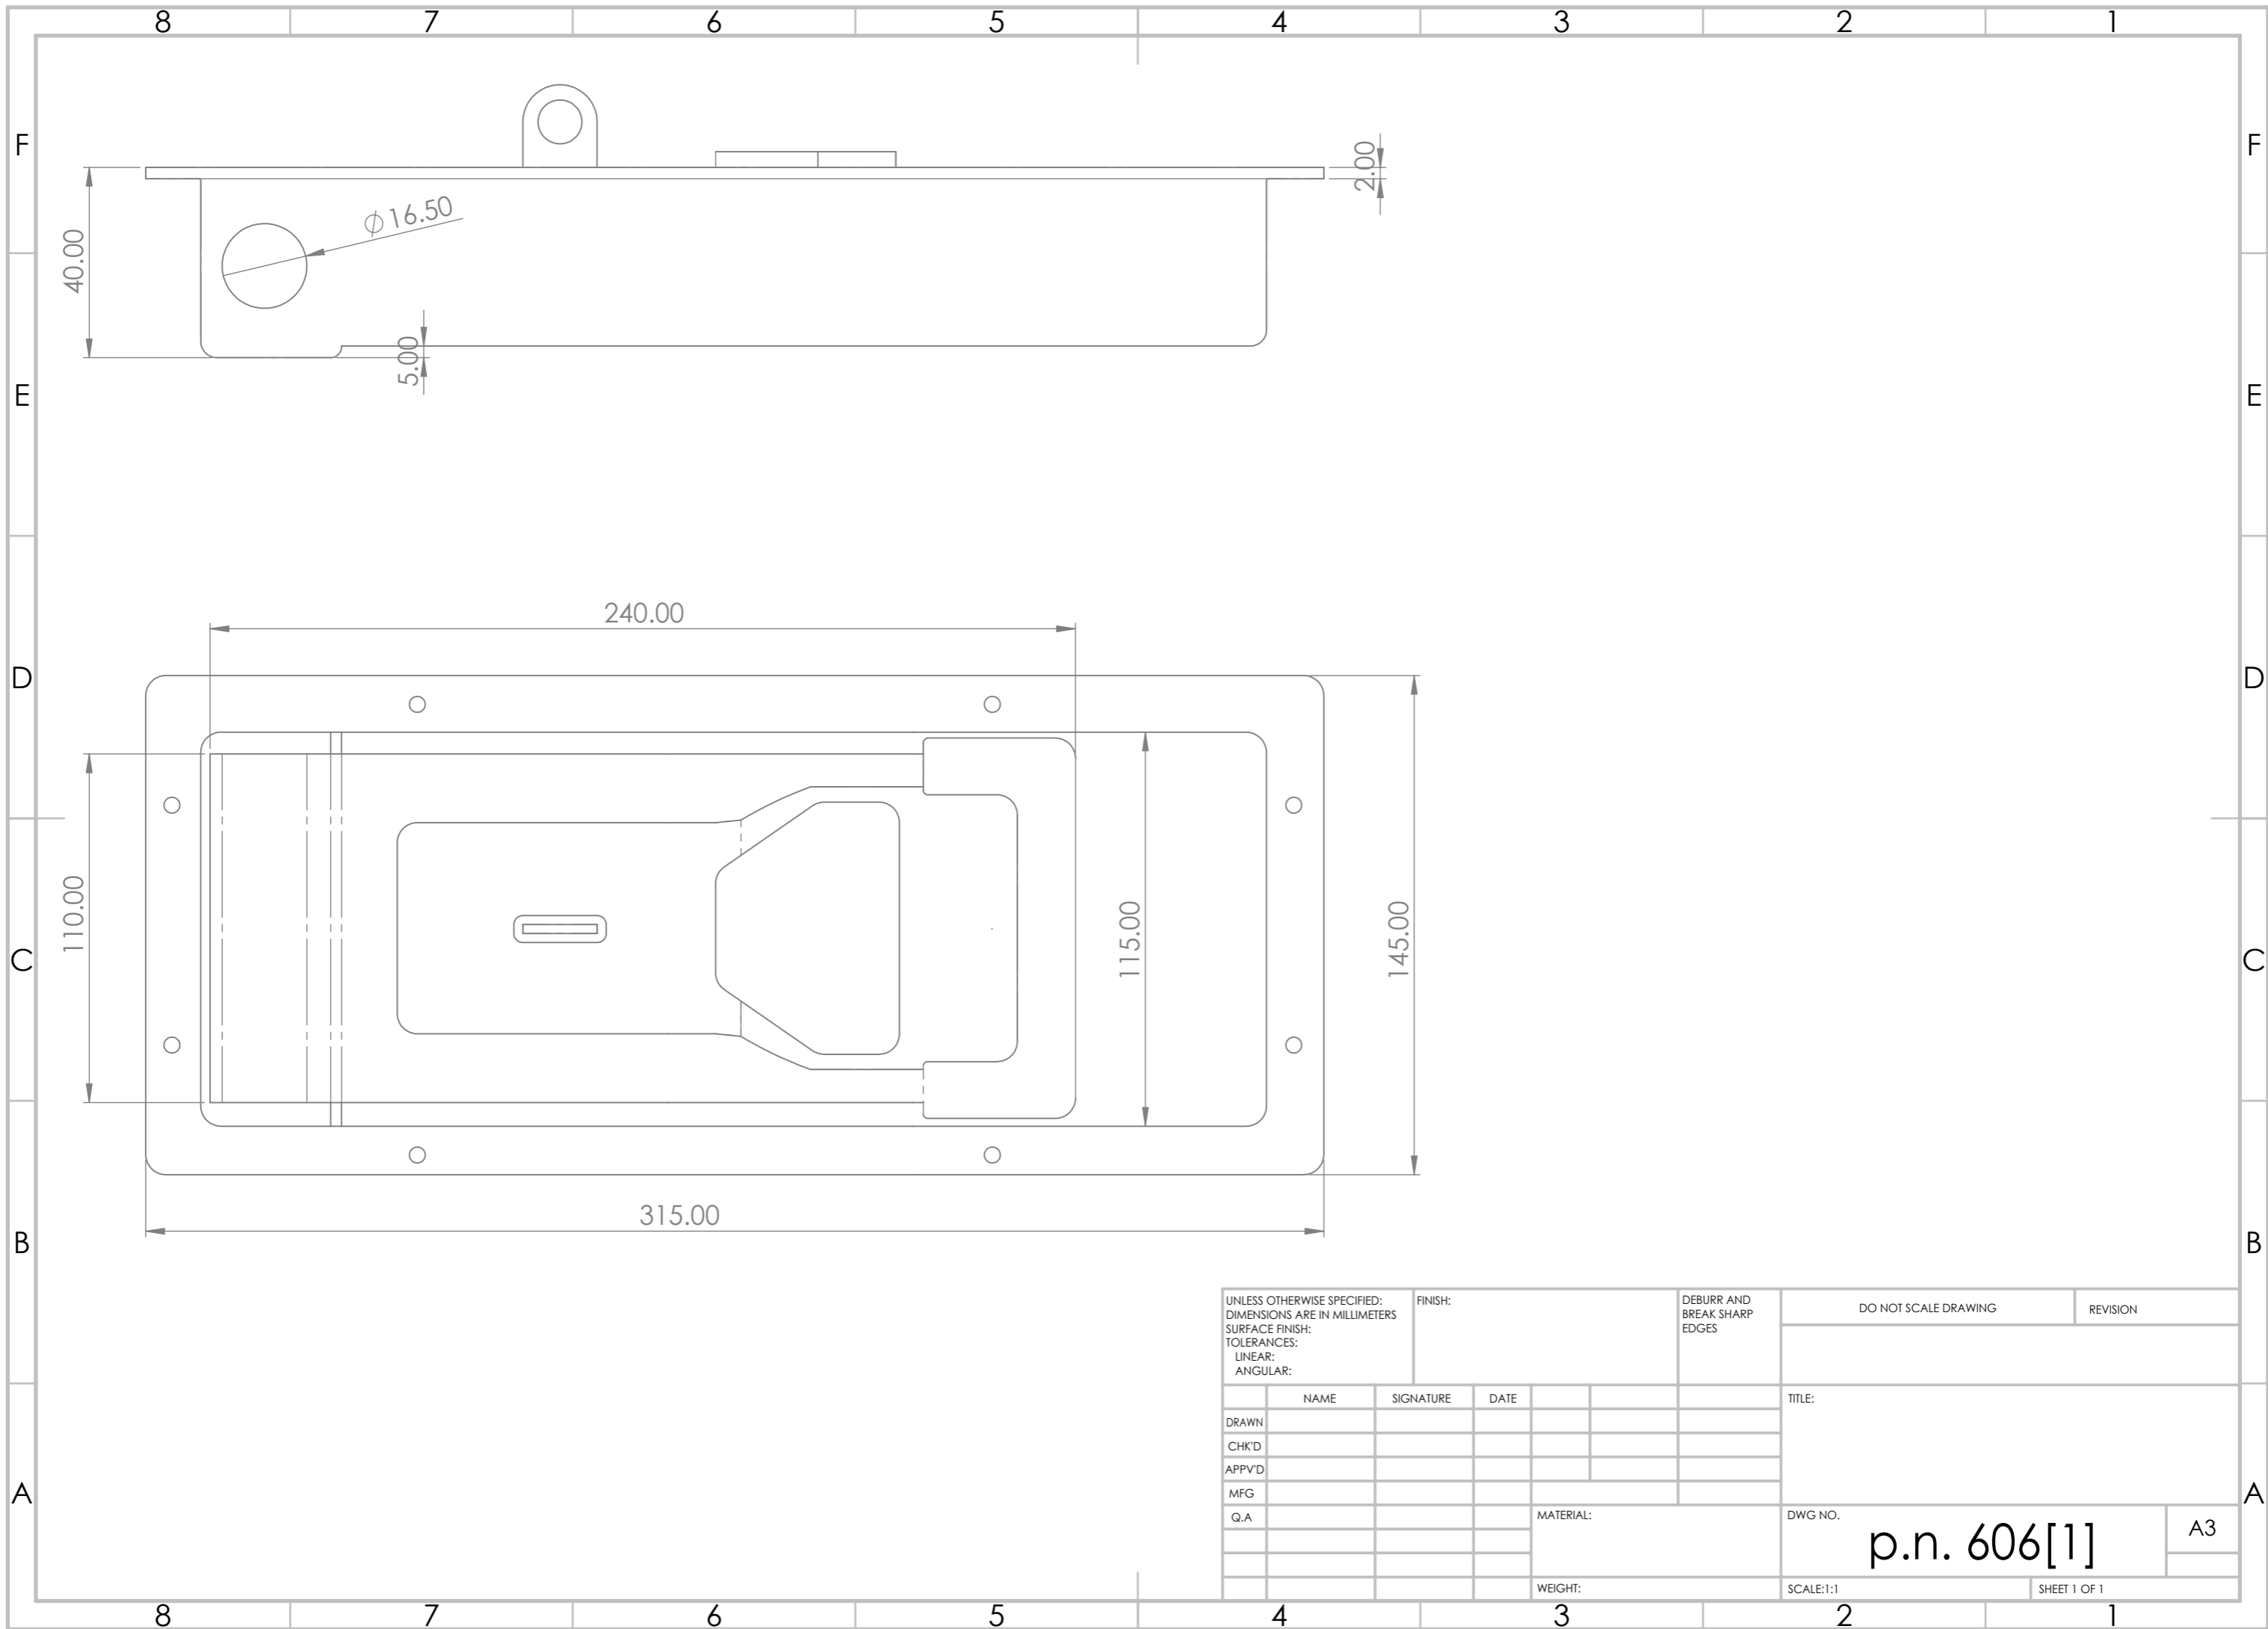 8 7 6 5 4 3 2 1
F F
2.00
⌀16.50
40.00
5.00
E E
240.00
D D
110.00
115.00
145.00
C C
315.00
B B
UNLESS OTHERWISE SPECIFIED:
DIMENSIONS ARE IN MILLIMETERS
SURFACE FINISH:
TOLERANCES:
LINEAR:
ANGULAR:
FINISH:
DEBURR AND
BREAK SHARP
EDGES
DO NOT SCALE DRAWING
REVISION
NAME SIGNATURE DATE
TITLE:
DRAWN
CHK'D
APPV'D
MFG
Q.A
A A
MATERIAL:
DWG NO.
p.n. 606[1]
A3
WEIGHT:
SCALE:1:1
SHEET 1 OF 1
8 7 6 5 4 3 2 1